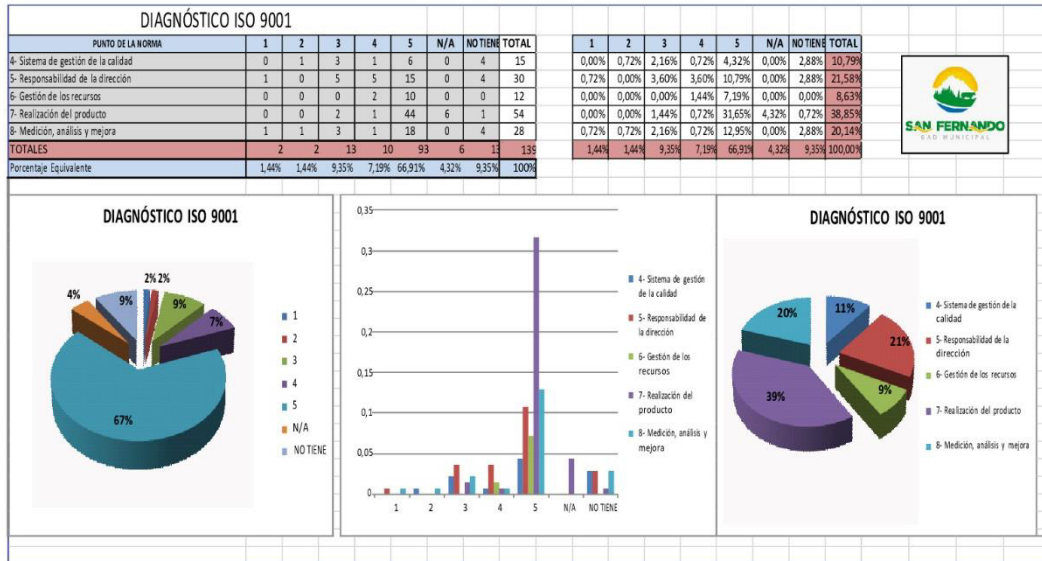 DIAGNÓSTICO ISO 9001
PUNTO DE LA NORMA 1 2 3 4 5 N/A NO TIENE TOTAL
4- Sistema de gestión de la calidad 0 1 3 1 6 0 4 15
5- Responsabilidad de la dirección 1 0 5 5 15 0 4 30
6- Gestión de los recursos 0 0 0 2 10 0 0 12
7- Realización del producto 0 0 2 1 44 6 1 54
8- Medición, análisis y mejora 1 1 3 1 18 0 4 28
TOTALES 2 2 13 10 93 6 13 139
Porcentaje Equivalente 1,44% 1,44% 9,35% 7,19% 66,91% 4,32% 9,35% 100%
1 2 3 4 5 N/A NO TIENE TOTAL
0,00% 0,72% 2,16% 0,72% 4,32% 0,00% 2,88% 10,79%
0,72% 0,00% 3,60% 3,60% 10,79% 0,00% 2,88% 21,58%
0,00% 0,00% 0,00% 1,44% 7,19% 0,00% 0,00% 8,63%
0,00% 0,00% 1,44% 0,72% 31,65% 4,32% 0,72% 38,85%
0,72% 0,72% 2,16% 0,72% 12,95% 0,00% 2,88% 20,14%
1,44% 1,44% 9,35% 7,19% 66,91% 4,32% 9,35% 100,00%
SAN FERNANDO
GAD MUNICIPAL
DIAGNÓSTICO ISO 9001
2% 2%
4%
9%
9%
7%
67%
1
2
3
4
5
N/A
NO TIENE
0,35
0,3
0,25
0,2
0,15
0,1
0,05
0
1 2 3 4 5 N/A NO TIENE
4- Sistema de gestión
de la calidad
5- Responsabilidad de
la dirección
6- Gestión de los
recursos
7- Realización del
producto
8- Medición, análisis y
mejora
DIAGNÓSTICO ISO 9001
20%
11%
21%
9%
39%
4- Sistema de gestión de la
calidad
5- Responsabilidad de la
dirección
6- Gestión de los recursos
7- Realización del producto
8- Medición, análisis y mejora